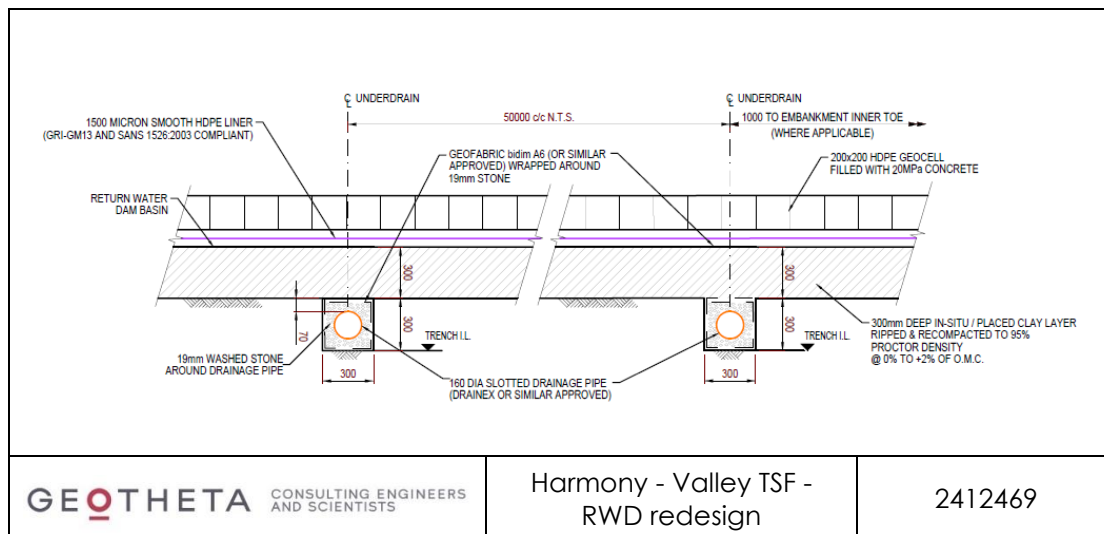 ℄ UNDERDRAIN
℄ UNDERDRAIN
1500 MICRON SMOOTH HDPE LINER
(GRI-GM13 AND SANS 1526:2003 COMPLIANT)
50000 c/c N.T.S.
1000 TO EMBANKMENT INNER TOE
(WHERE APPLICABLE)
GEOFABRIC bidim A6 (OR SIMILAR
APPROVED) WRAPPED AROUND
19mm STONE
200x200 HDPE GEOCELL
FILLED WITH 20MPa CONCRETE
RETURN WATER
DAM BASIN
300
300
300
70
TRENCH I.L.
300
TRENCH I.L.
300mm DEEP IN-SITU / PLACED CLAY LAYER
RIPPED & RECOMPACTED TO 95%
PROCTOR DENSITY
@ 0% TO +2% OF O.M.C.
19mm WASHED STONE
AROUND DRAINAGE PIPE
300
160 DIA SLOTTED DRAINAGE PIPE
(DRAINEX OR SIMILAR APPROVED)
300
GEOTHETA
CONSULTING ENGINEERS
AND SCIENTISTS
Harmony - Valley TSF -
RWD redesign
2412469